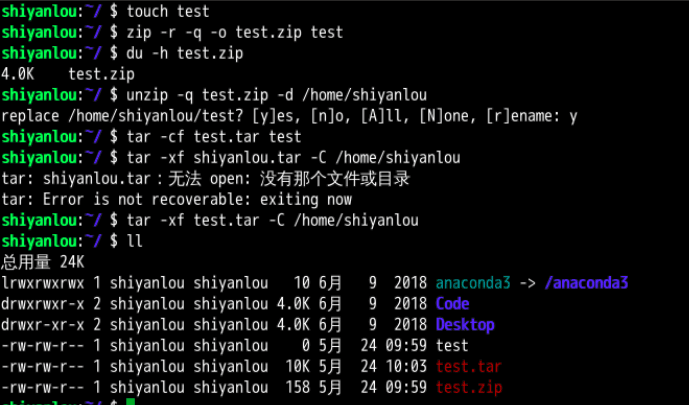 shiyanlou:~/ $ touch test
shiyanlou:~/ $ zip -r -q -o test.zip test
shiyanlou:~/ $ du -h test.zip
4.0K    test.zip
shiyanlou:~/ $ unzip -q test.zip -d /home/shiyanlou
replace /home/shiyanlou/test? [y]es, [n]o, [A]ll, [N]one, [r]ename: y
shiyanlou:~/ $ tar -cf test.tar test
shiyanlou:~/ $ tar -xf shiyanlou.tar -C /home/shiyanlou
tar: shiyanlou.tar：无法 open: 没有那个文件或目录
tar: Error is not recoverable: exiting now
shiyanlou:~/ $ tar -xf test.tar -C /home/shiyanlou
shiyanlou:~/ $ ll
总用量 24K
lrwxrwxrwx 1 shiyanlou shiyanlou   10 6月   9  2018 anaconda3 -> /anaconda3
drwxrwxr-x 2 shiyanlou shiyanlou 4.0K 6月   9  2018 Code
drwxr-xr-x 2 shiyanlou shiyanlou 4.0K 6月   9  2018 Desktop
-rw-rw-r-- 1 shiyanlou shiyanlou    0 5月  24 09:59 test
-rw-rw-r-- 1 shiyanlou shiyanlou  10K 5月  24 10:03 test.tar
-rw-rw-r-- 1 shiyanlou shiyanlou  158 5月  24 09:59 test.zip
shiyanlou:~/ $